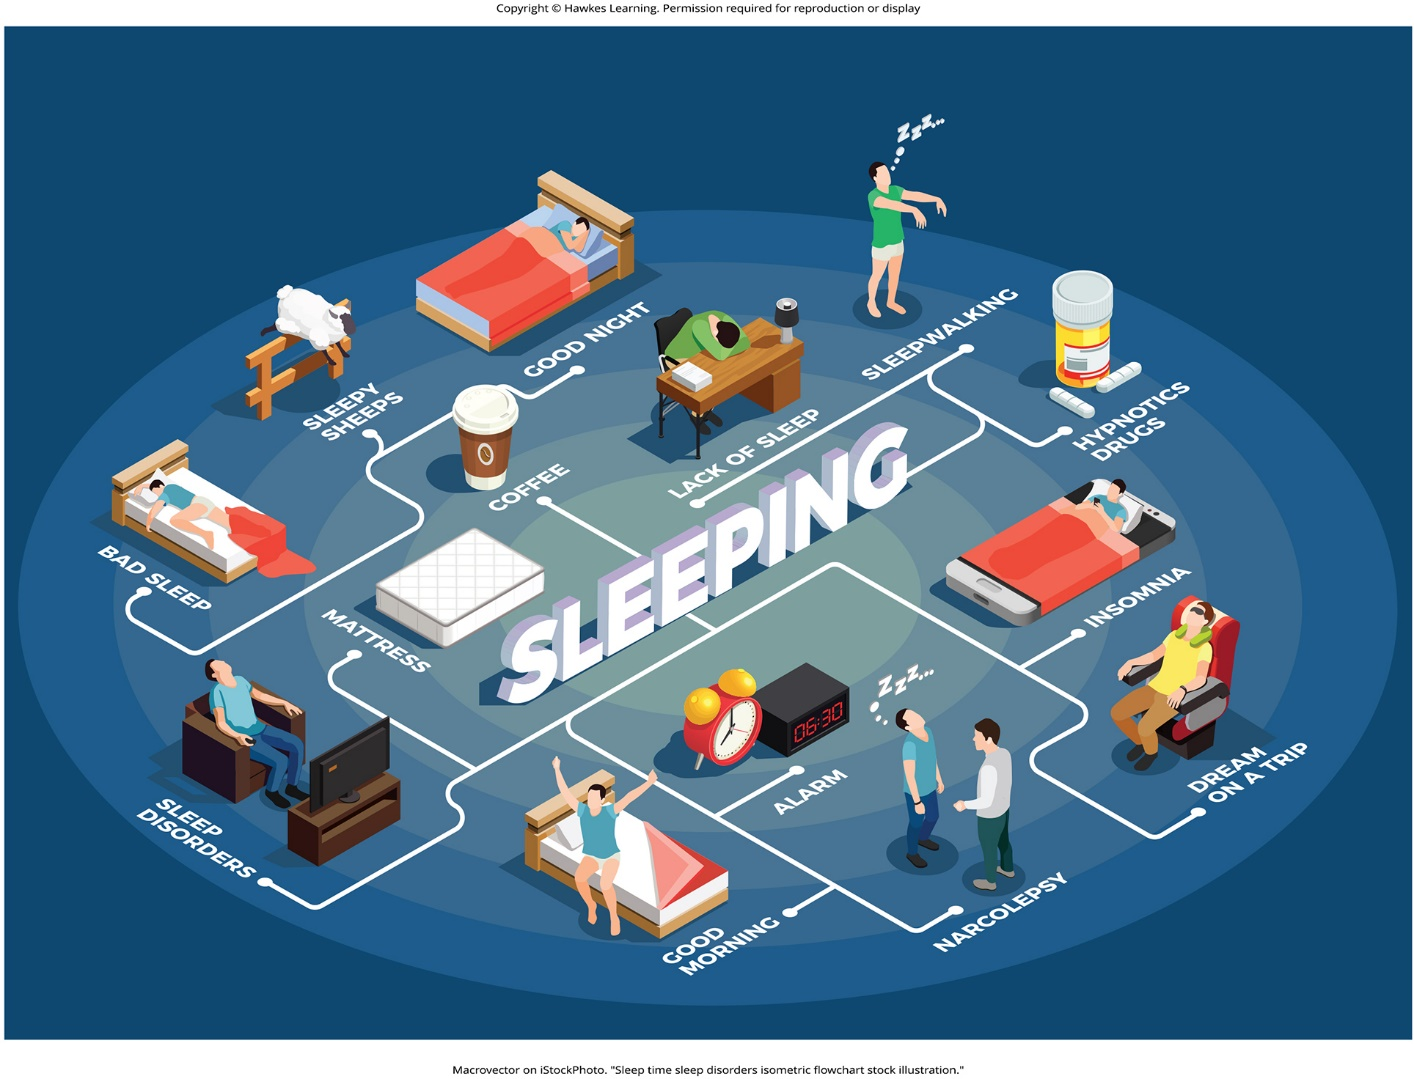 Copyright © Hawkes Learning. Permission required for reproduction or display
Zzzz...
GOOD NIGHT
SLEEPWALKING
SLEEPY
SHEEPS
HYPNOTICS
DRUGS
COFFEE
LACK OF SLEEP
BAD SLEEP
SLEEPING
MATTRESS
INSOMNIA
Zzzz...
06:30
SLEEP
DISORDERS
ALARM
DREAM
ON A TRIP
GOOD
MORNING
NARCOLEPSY
Macrovector on iStockPhoto. "Sleep time sleep disorders isometric flowchart stock illustration."